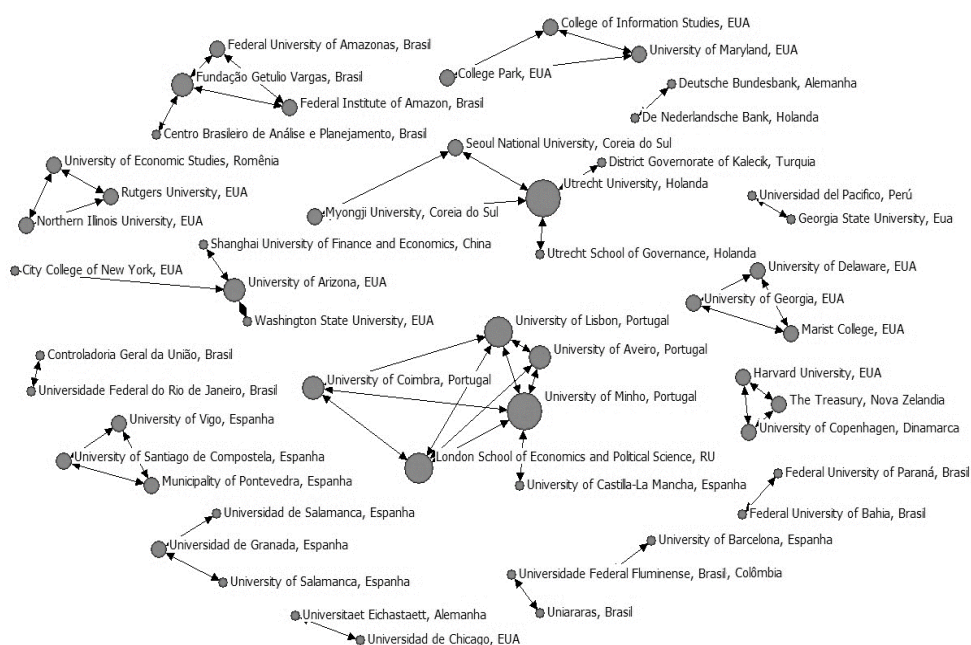 College of Information Studies, EUA
Federal University of Amazonas, Brasil
University of Maryland, EUA
College Park, EUA
Fundação Getulio Vargas, Brasil
Deutsche Bundesbank, Alemanha
Federal Institute of Amazon, Brasil
De Nederlandsche Bank, Holanda
Centro Brasileiro de Análise e Planejamento, Brasil
Seoul National University, Coreia do Sul
University of Economic Studies, Romênia
District Governorate of Kalecik, Turquia
Utrecht University, Holanda
Rutgers University, EUA
Universidad del Pacifico, Perú
Myongji University, Coreia do Sul
Northern Illinois University, EUA
Georgia State University, Eua
Shanghai University of Finance and Economics, China
Utrecht School of Governance, Holanda
City College of New York, EUA
University of Delaware, EUA
University of Arizona, EUA
University of Georgia, EUA
Washington State University, EUA
University of Lisbon, Portugal
Marist College, EUA
University of Aveiro, Portugal
Controladoria Geral da União, Brasil
Harvard University, EUA
University of Coimbra, Portugal
Universidade Federal do Rio de Janeiro, Brasil
University of Minho, Portugal
The Treasury, Nova Zelandia
University of Vigo, Espanha
University of Copenhagen, Dinamarca
University of Santiago de Compostela, Espanha
London School of Economics and Political Science, RU
Federal University of Paraná, Brasil
Municipality of Pontevedra, Espanha
University of Castilla-La Mancha, Espanha
Universidad de Salamanca, Espanha
Federal University of Bahia, Brasil
University of Barcelona, Espanha
Universidad de Granada, Espanha
Universidade Federal Fluminense, Brasil, Colômbia
University of Salamanca, Espanha
Uniararas, Brasil
Universitaet Eichastaett, Alemanha
Universidad de Chicago, EUA